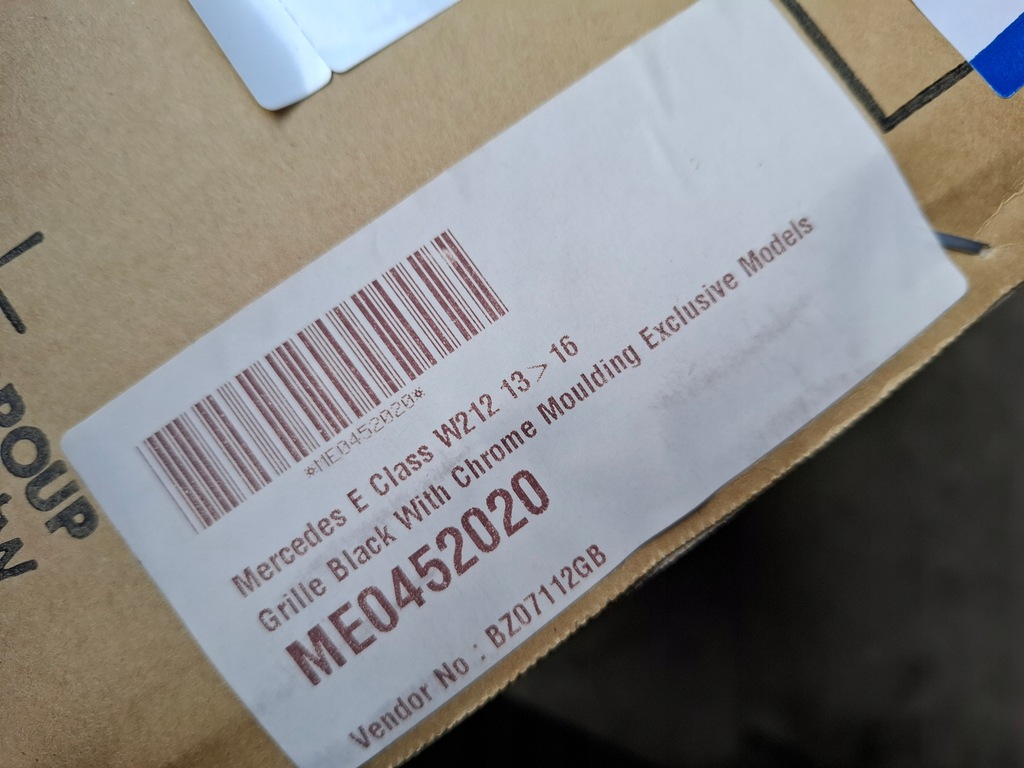 *ME0452020*
Mercedes E Class W212 13> 16
Grille Black With Chrome Moulding Exclusive Models
ME0452020
Vendor No : BZ07112GB